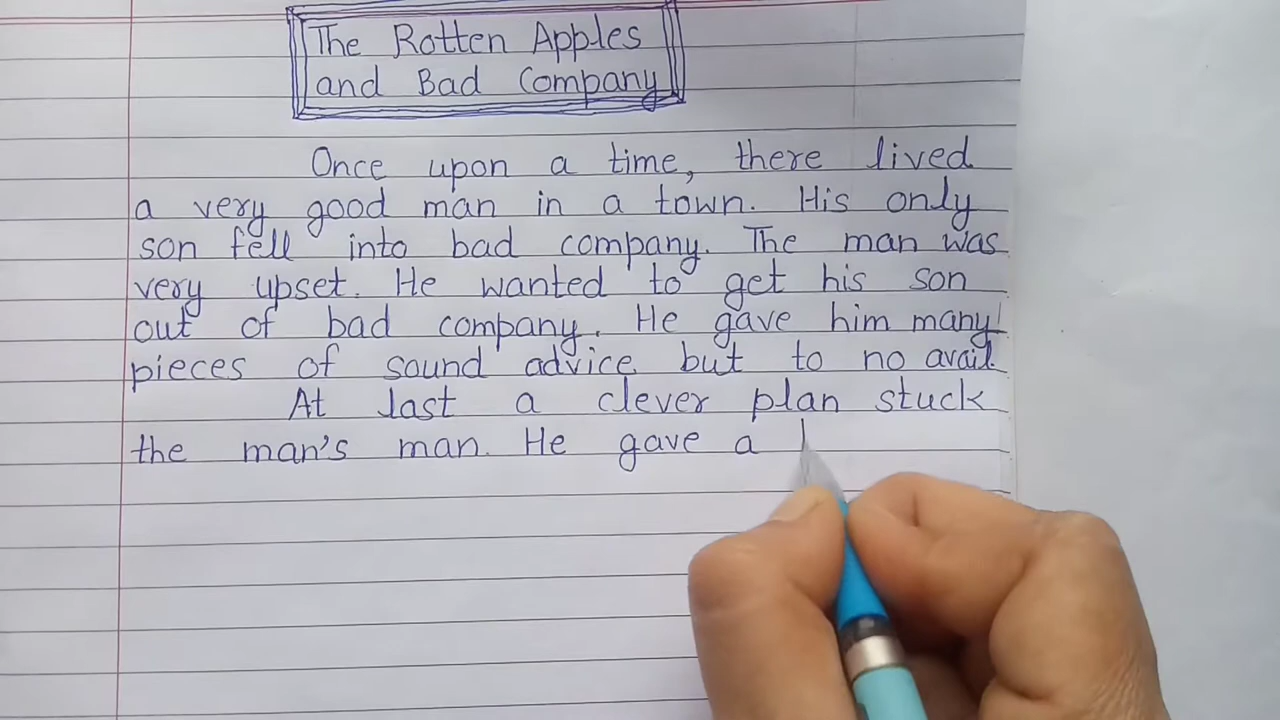 The Rotten Apples
and Bad Company
Once upon a time, there lived
a very good man in a town. His only
son fell into bad company. The man was
very upset. He wanted to get his son
out of bad company. He gave him many
pieces of sound advice but to no avail.
At last a clever plan stuck
the man's man. He gave a